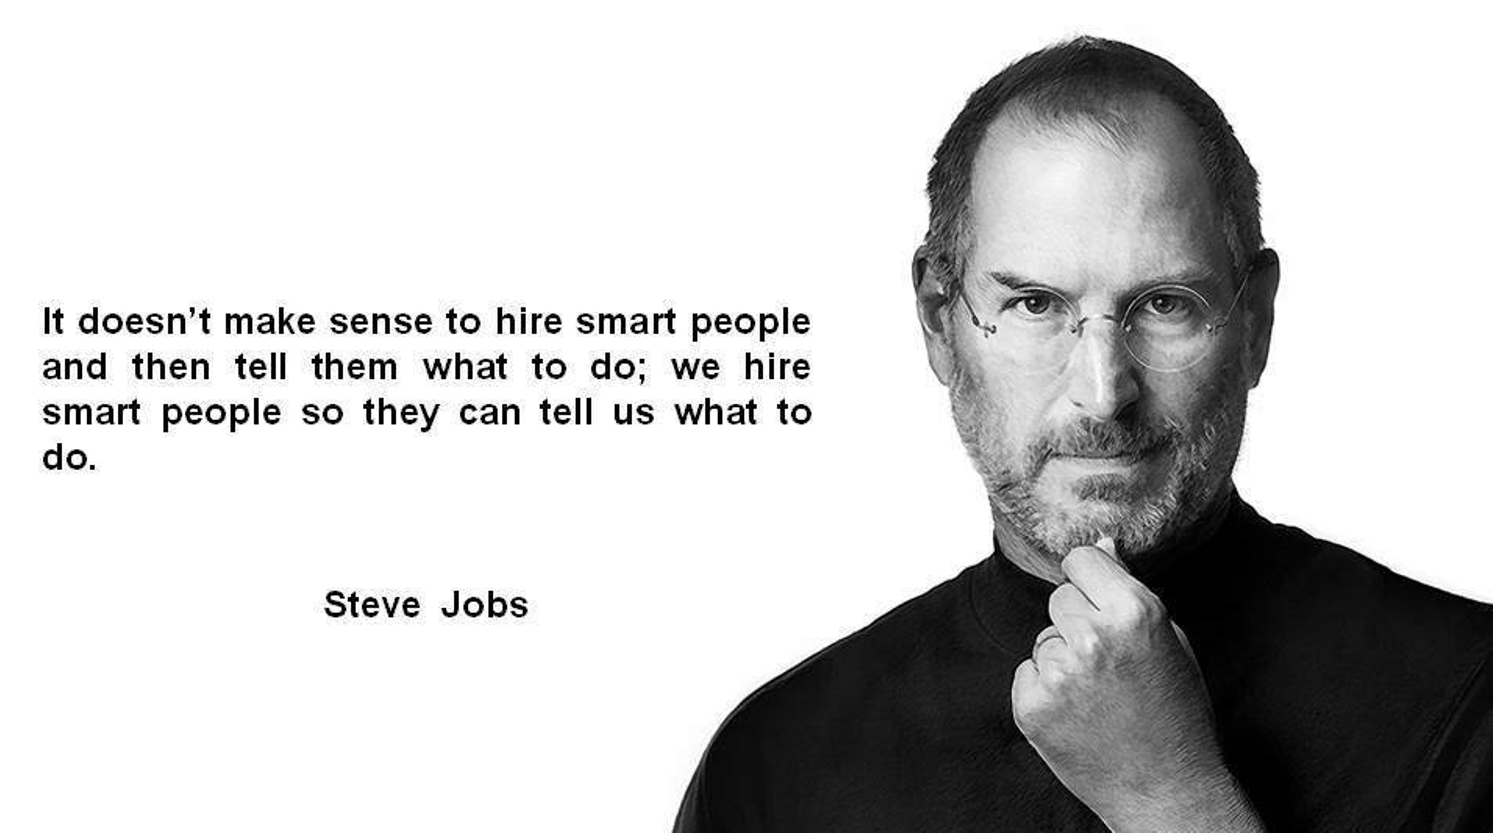 It doesn’t make sense to hire smart people
and then tell them what to do; we hire
smart people so they can tell us what to
do.
Steve Jobs